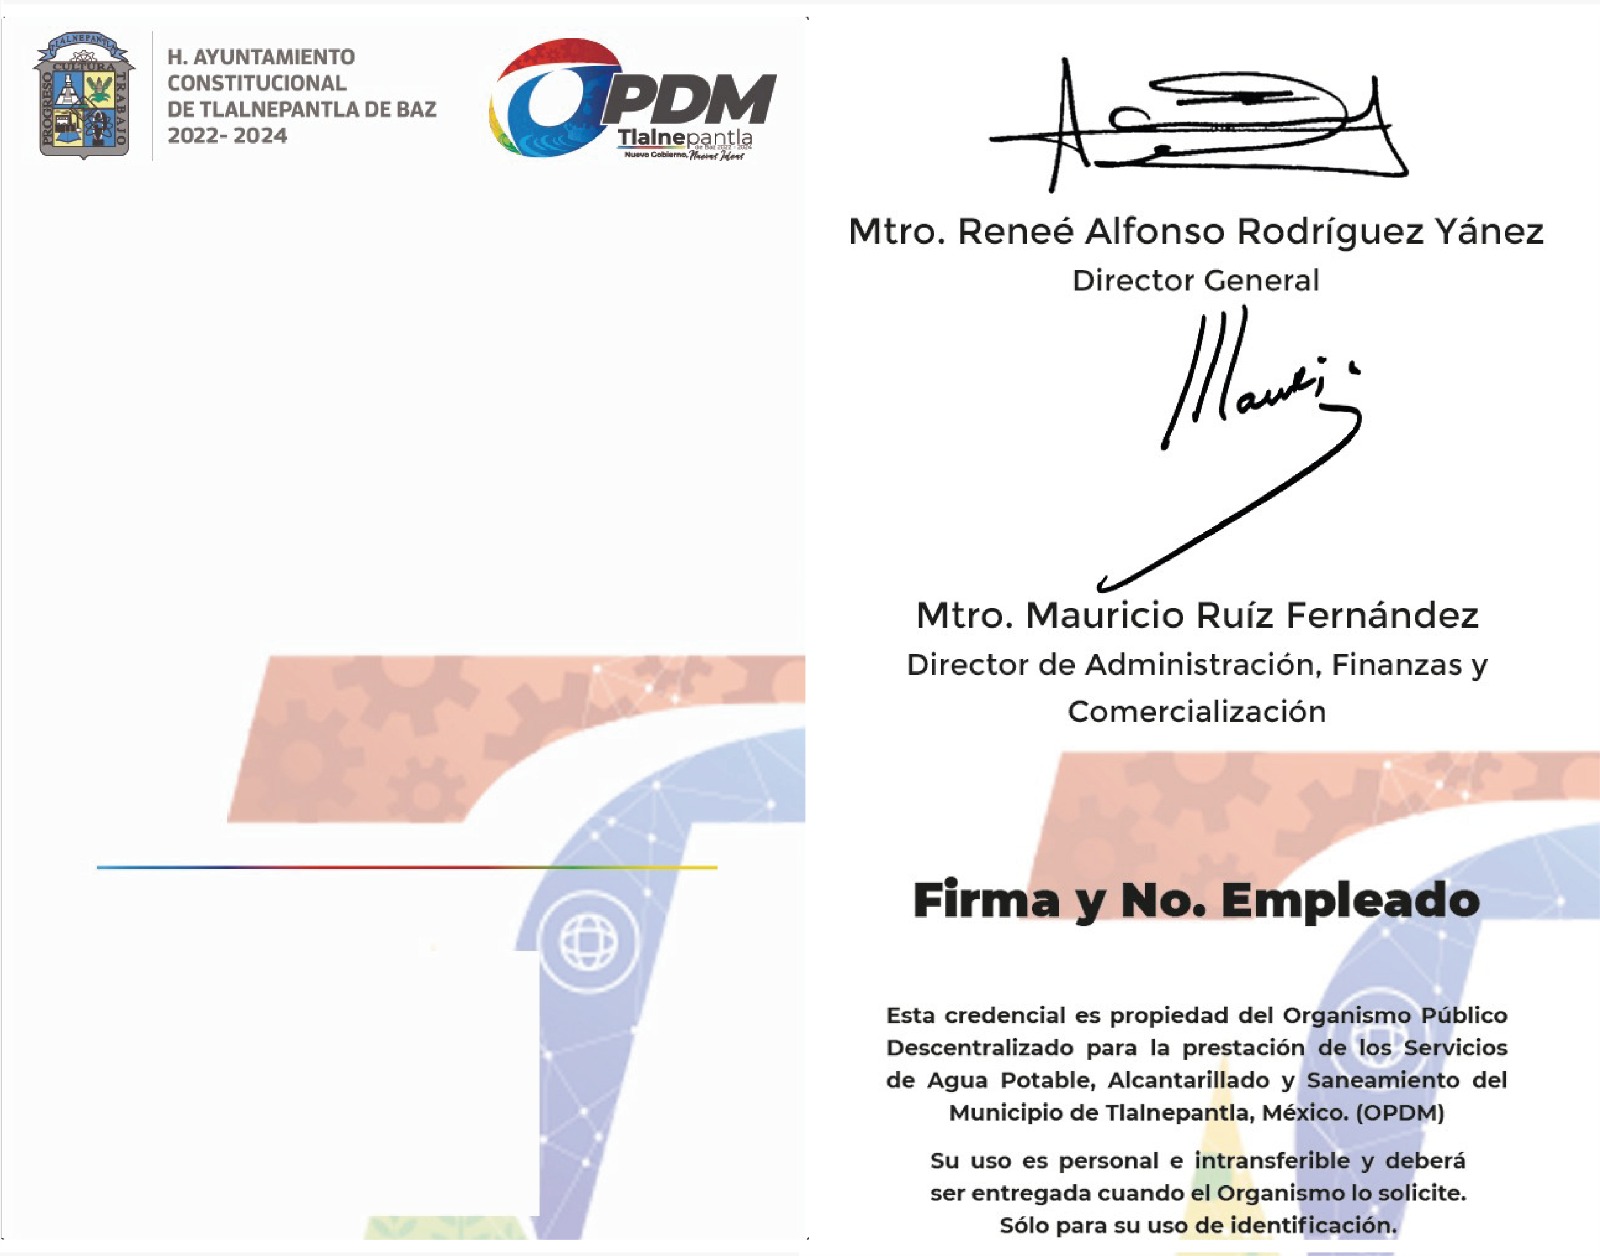 TLALNEPANTLA
CULTURA
PROGRESO
TRABAJO
H. AYUNTAMIENTO
CONSTITUCIONAL
DE TLALNEPANTLA DE BAZ
2022- 2024
OPDM
Tlalnepantla
de Baz 2022 - 2024
Nuevo Gobierno, Nuevas Ideas
Mtro. Reneé Alfonso Rodríguez Yánez
Director General
Mtro. Mauricio Ruíz Fernández
Director de Administración, Finanzas y
Comercialización
Firma y No. Empleado
Esta credencial es propiedad del Organismo Público
Descentralizado para la prestación de los Servicios
de Agua Potable, Alcantarillado y Saneamiento del
Municipio de Tlalnepantla, México. (OPDM)
Su uso es personal e intransferible y deberá
ser entregada cuando el Organismo lo solicite.
Sólo para su uso de identificación.